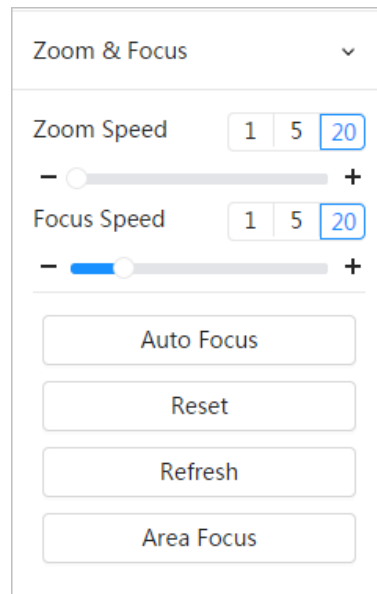 Zoom & Focus
Zoom Speed 1 5 20
− +
Focus Speed 1 5 20
− +
Auto Focus
Reset
Refresh
Area Focus